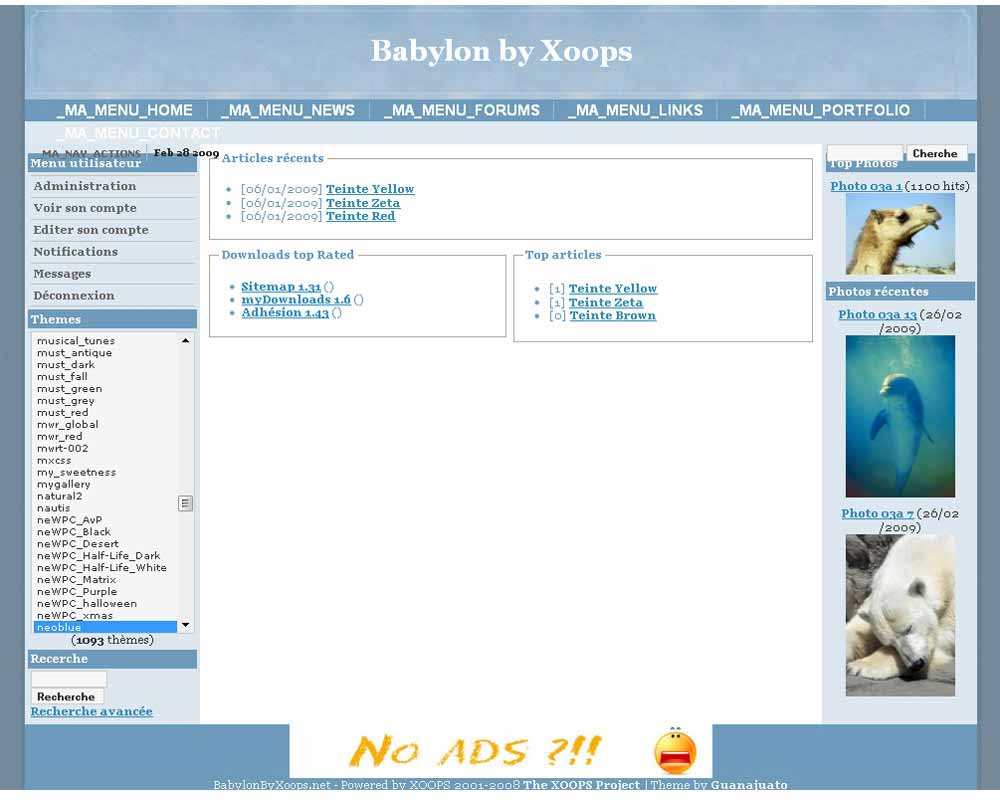 Babylon by Xoops
_MA_MENU_HOME _MA_MENU_NEWS _MA_MENU_FORUMS _MA_MENU_LINKS _MA_MENU_PORTFOLIO
_MA_MENU_CONTACT
_MA_NAV_ACTIONS Feb 28 2009
Cherche
Menu utilisateur
Administration
Voir son compte
Editer son compte
Notifications
Messages
Déconnexion
Themes
musical_tunes
must_antique
must_dark
must_fall
must_green
must_grey
must_red
mwr_global
mwr_red
mwrt-002
mxcss
my_sweetness
mygallery
natural2
nautis
neWPC_AvP
neWPC_Black
neWPC_Desert
neWPC_Half-Life_Dark
neWPC_Half-Life_White
neWPC_Matrix
neWPC_Purple
neWPC_halloween
neWPC_xmas
neoblue
(1093 thèmes)
Recerche
Recherche
Recherche avancée
Articles récents
[06/01/2009] Teinte Yellow
[06/01/2009] Teinte Zeta
[06/01/2009] Teinte Red
Downloads top Rated
Sitemap 1.31 ()
myDownloads 1.6 ()
Adhésion 1.43 ()
Top articles
[1] Teinte Yellow
[1] Teinte Zeta
[0] Teinte Brown
Top Photos
Photo 03a 1 (1100 hits)
Photos récentes
Photo 03a 13 (26/02
/2009)
Photo 03a 7 (26/02
/2009)
No ADS ?!!
BabylonByXoops.net - Powered by XOOPS 2001-2008 The XOOPS Project | Theme by Guanajuato